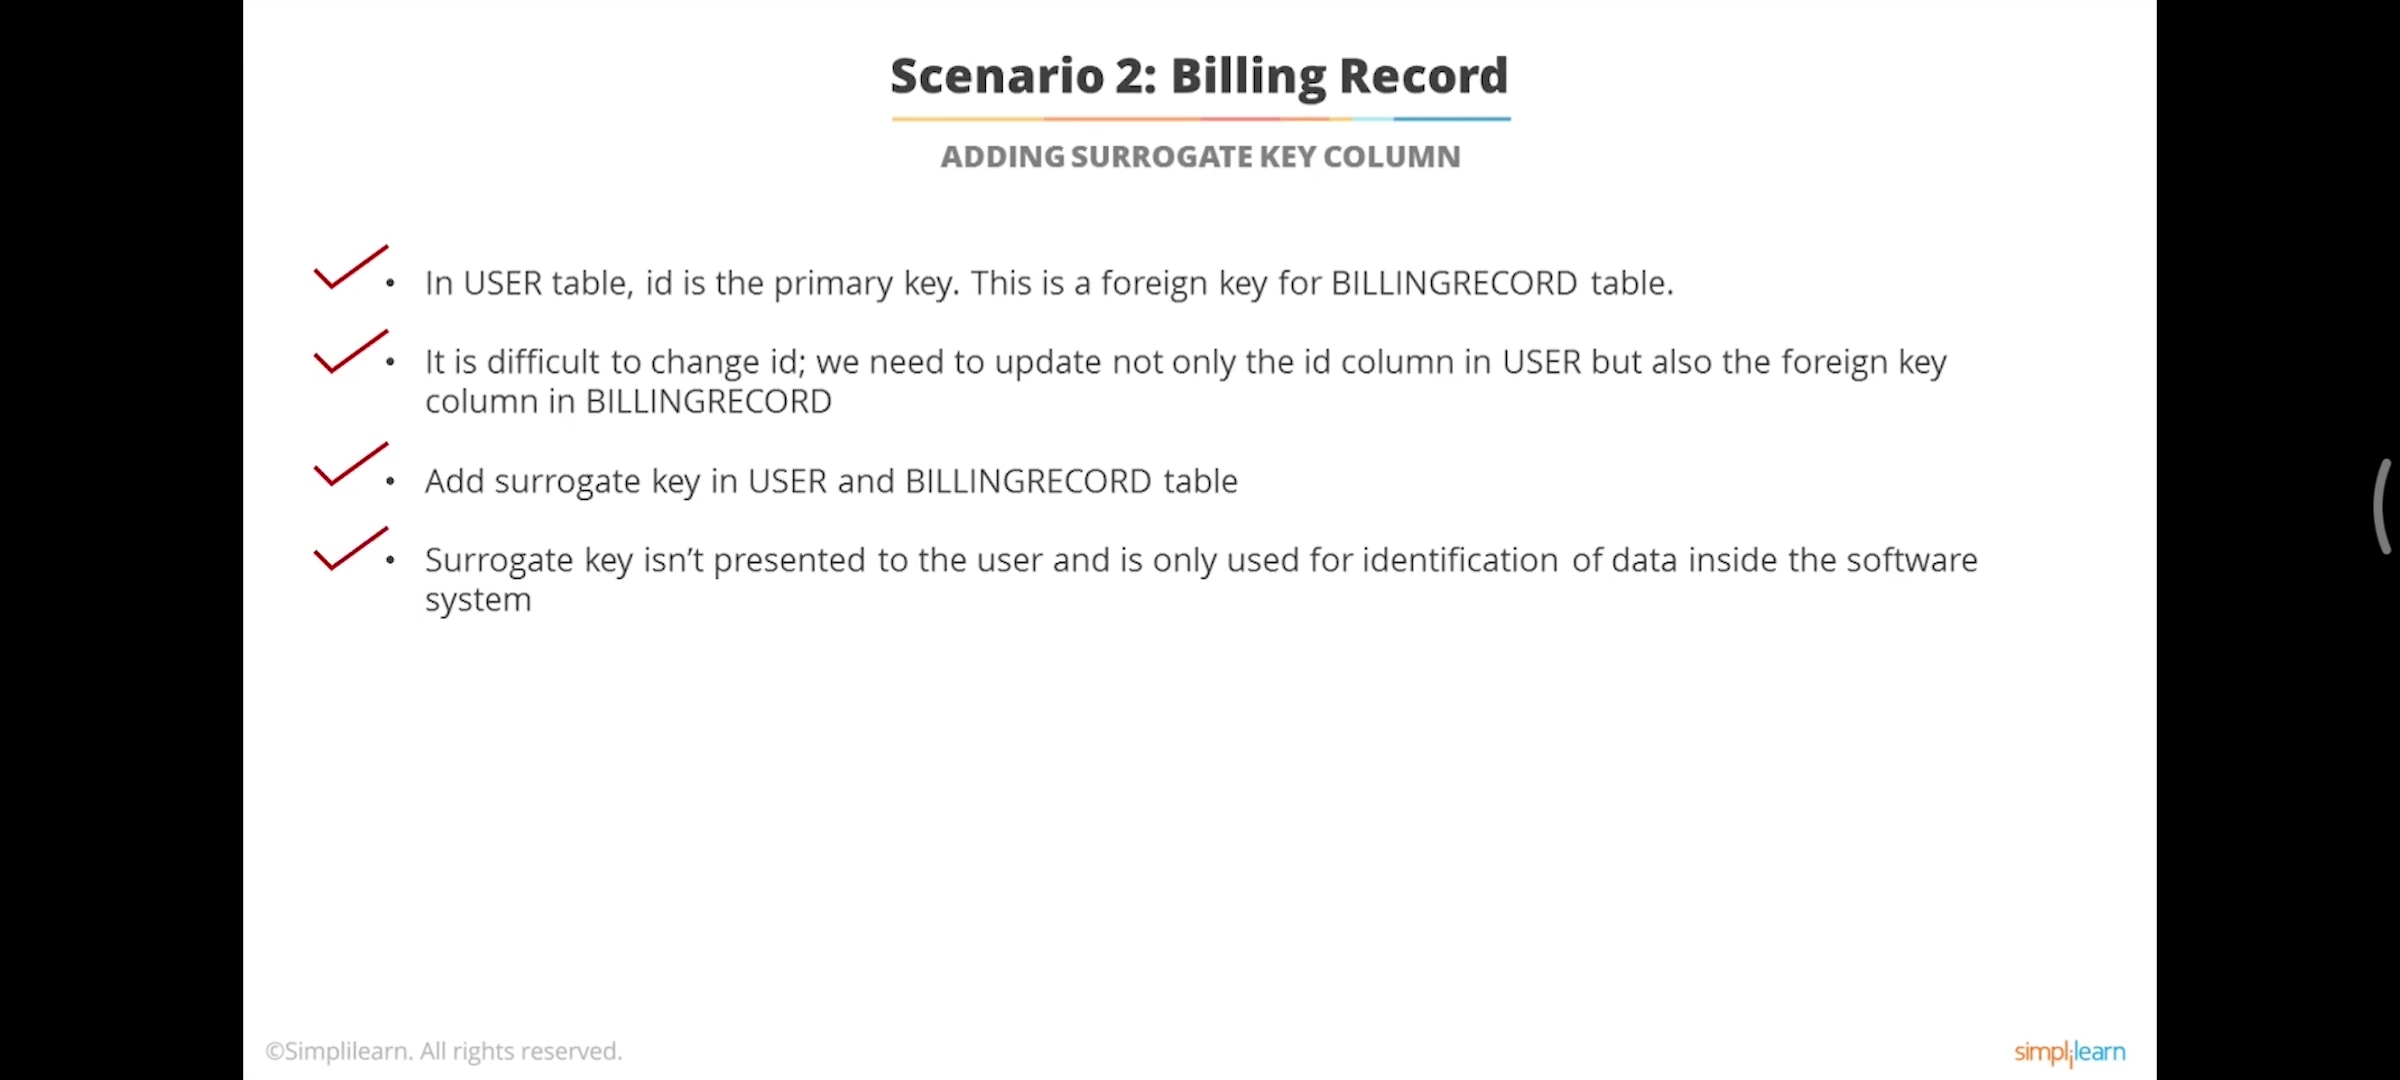 Scenario 2: Billing Record
ADDING SURROGATE KEY COLUMN
• In USER table, id is the primary key. This is a foreign key for BILLINGRECORD table.
• It is difficult to change id; we need to update not only the id column in USER but also the foreign key
column in BILLINGRECORD
• Add surrogate key in USER and BILLINGRECORD table
• Surrogate key isn’t presented to the user and is only used for identification of data inside the software
system
©Simplilearn. All rights reserved.
simplilearn